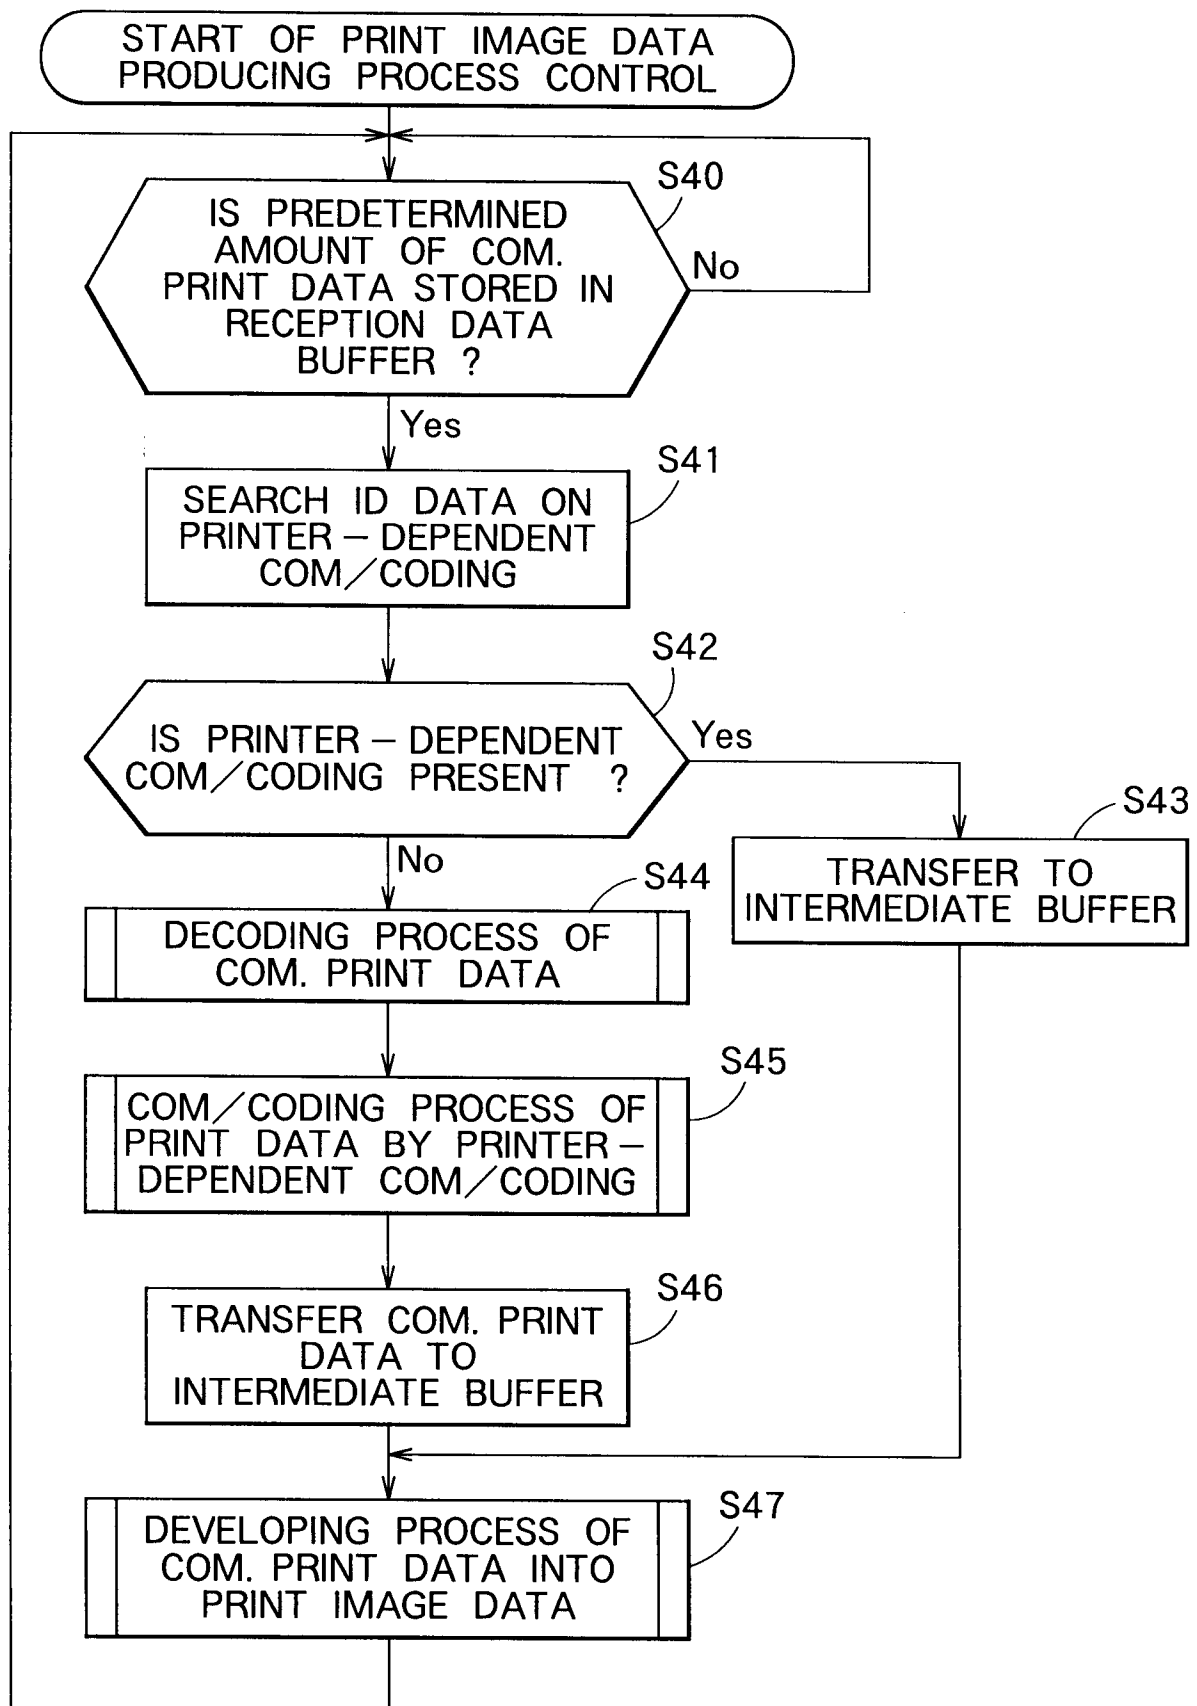 START OF PRINT IMAGE DATA
PRODUCING PROCESS CONTROL
S40
IS PREDETERMINED
AMOUNT OF COM.
PRINT DATA STORED IN
RECEPTION DATA
BUFFER ?
No
Yes
S41
SEARCH ID DATA ON
PRINTER – DEPENDENT
COM/CODING
S42
IS PRINTER – DEPENDENT
COM/CODING PRESENT ?
Yes
No
S43
TRANSFER TO
INTERMEDIATE BUFFER
S44
DECODING PROCESS OF
COM. PRINT DATA
S45
COM/CODING PROCESS OF
PRINT DATA BY PRINTER –
DEPENDENT COM/CODING
S46
TRANSFER COM. PRINT
DATA TO
INTERMEDIATE BUFFER
S47
DEVELOPING PROCESS OF
COM. PRINT DATA INTO
PRINT IMAGE DATA